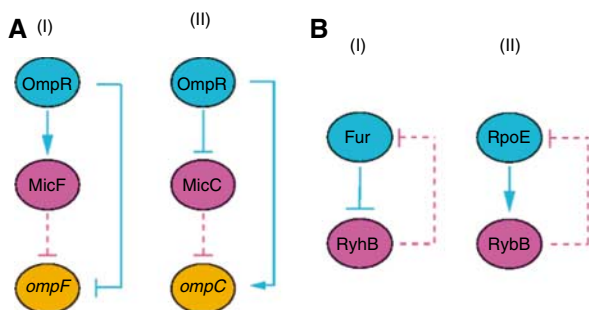 A (I)
(II)
B
(I)
(II)
OmpR
OmpR
Fur
RpoE
MicF
MicC
RyhB
RybB
ompF
ompC